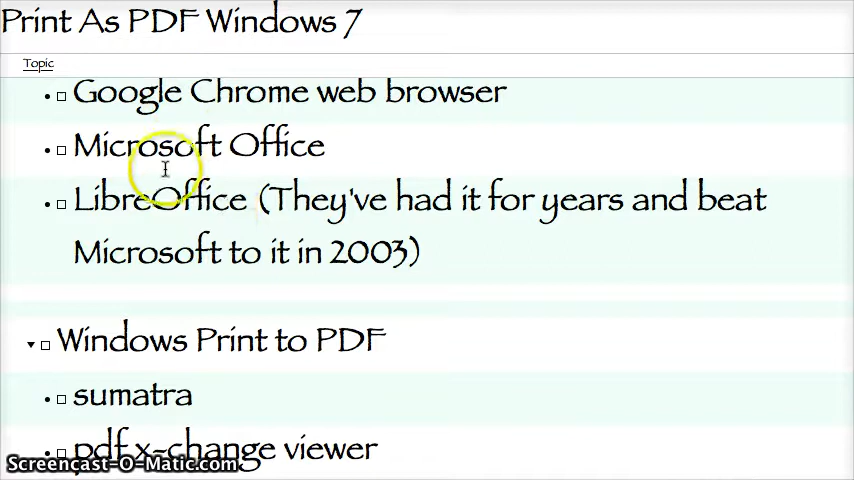 Print As PDF Windows 7
Topic
Google Chrome web browser
Microsoft Office
LibreOffice (They've had it for years and beat
Microsoft to it in 2003)
Windows Print to PDF
sumatra
pdf x-change viewer
Screencast-O-Matic.com